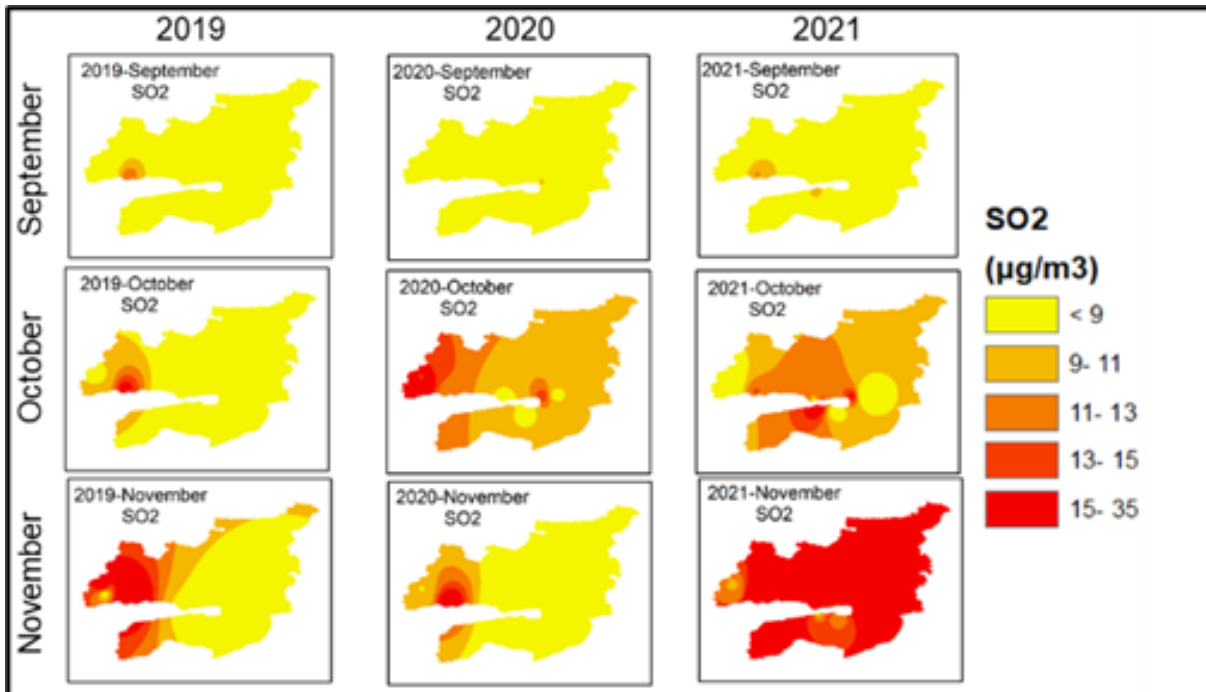 2019 2020 2021
September
2019-September
SO2
2020-September
SO2
2021-September
SO2
October
2019-October
SO2
2020-October
SO2
2021-October
SO2
November
2019-November
SO2
2020-November
SO2
2021-November
SO2
SO2
(µg/m3)
< 9
9- 11
11- 13
13- 15
15- 35